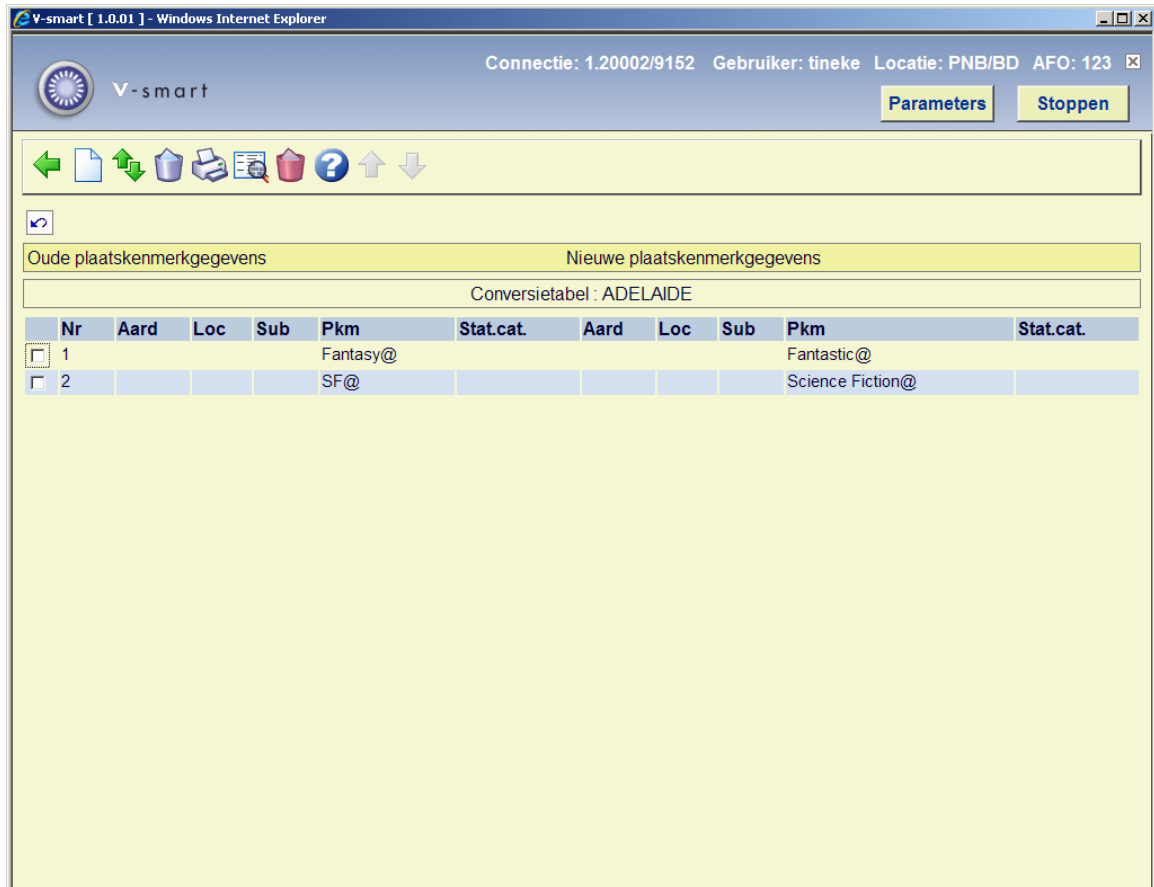 V-smart [ 1.0.01 ] - Windows Internet Explorer
Connectie: 1.20002/9152 Gebruiker: tineke Locatie: PNB/BD AFO: 123
V-smart
Parameters Stoppen
Oude plaatskenmerkgegevens Nieuwe plaatskenmerkgegevens
Conversietabel : ADELAIDE
Nr Aard Loc Sub Pkm Stat.cat. Aard Loc Sub Pkm Stat.cat.
1 Fantasy@ Fantastic@
2 SF@ Science Fiction@